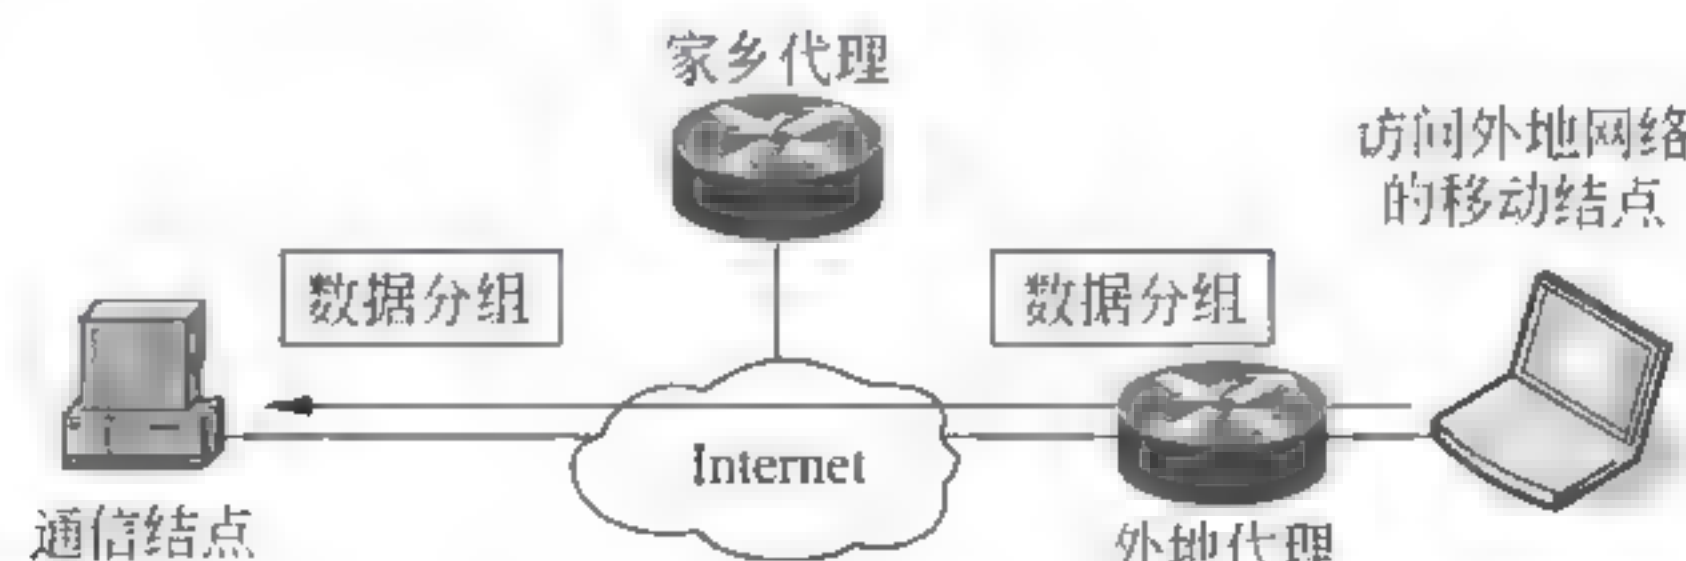 家乡代理
访问外地网络
的移动结点
数据分组
数据分组
Internet
通信结点
外地代理